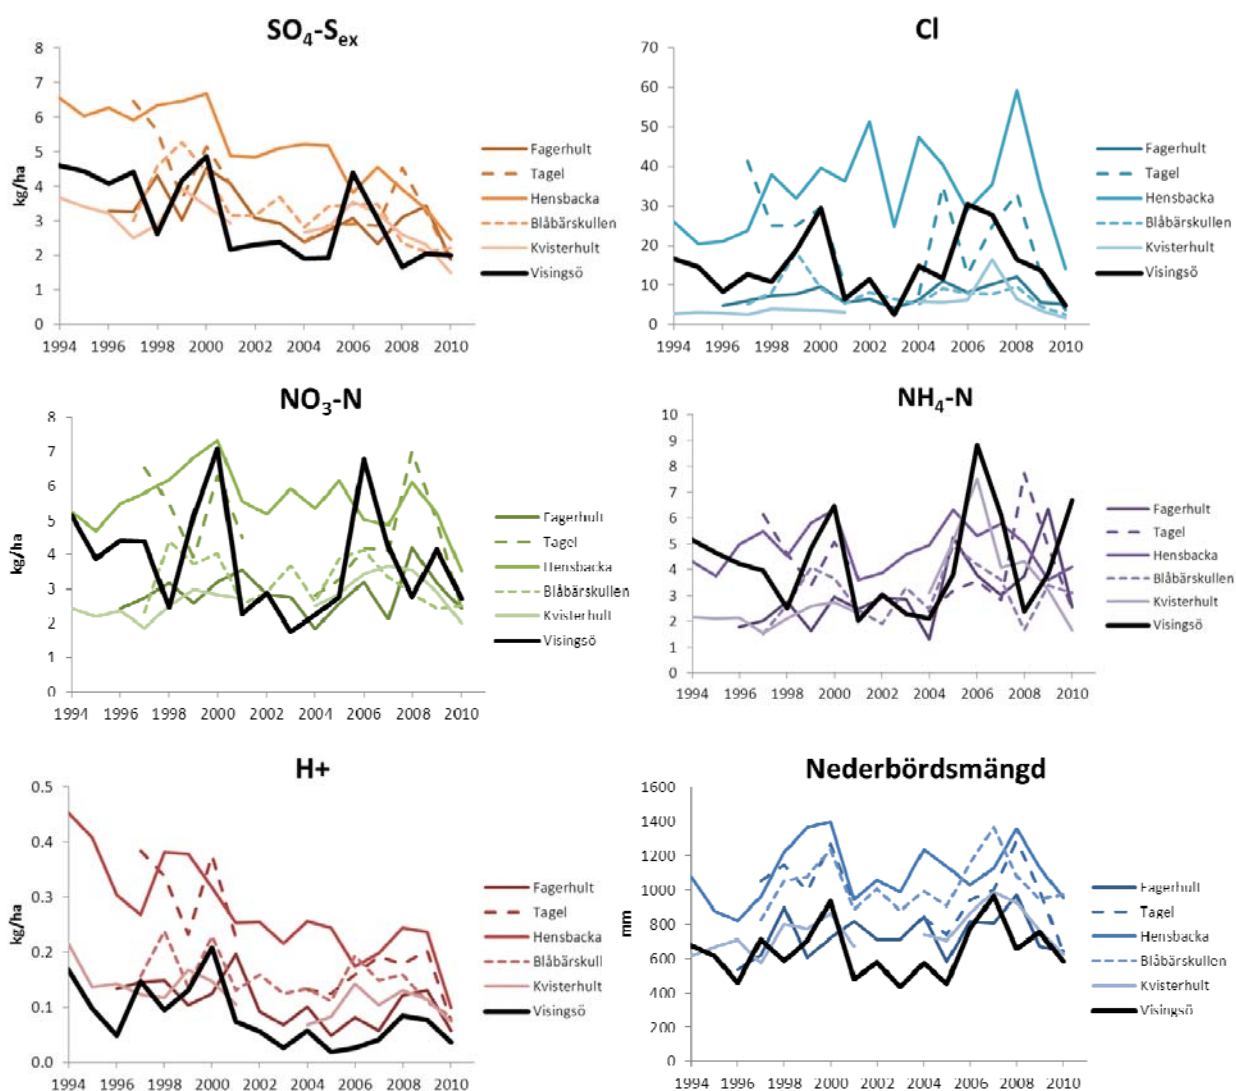 SO4-Sex
kg/ha
8
7
6
5
4
3
2
1
0
1994 1996 1998 2000 2002 2004 2006 2008 2010
Fagerhult
Tagel
Hensbacka
Blåbärskullen
Kvisterhult
Visingsö
Cl
70
60
50
40
30
20
10
0
1994 1996 1998 2000 2002 2004 2006 2008 2010
Fagerhult
Tagel
Hensbacka
Blåbärskullen
Kvisterhult
Visingsö
NO3-N
kg/ha
8
7
6
5
4
3
2
1
0
1994 1996 1998 2000 2002 2004 2006 2008 2010
Fagerhult
Tagel
Hensbacka
Blåbärskullen
Kvisterhult
Visingsö
NH4-N
10
9
8
7
6
5
4
3
2
1
0
1994 1996 1998 2000 2002 2004 2006 2008 2010
Fagerhult
Tagel
Hensbacka
Blåbärskullen
Kvisterhult
Visingsö
H+
kg/ha
0.5
0.4
0.3
0.2
0.1
0.0
1994 1996 1998 2000 2002 2004 2006 2008 2010
Fagerhult
Tagel
Hensbacka
Blåbärskull
Kvisterhult
Visingsö
Nederbördsmängd
mm
1600
1400
1200
1000
800
600
400
200
0
1994 1996 1998 2000 2002 2004 2006 2008 2010
Fagerhult
Tagel
Hensbacka
Blåbärskullen
Kvisterhult
Visingsö